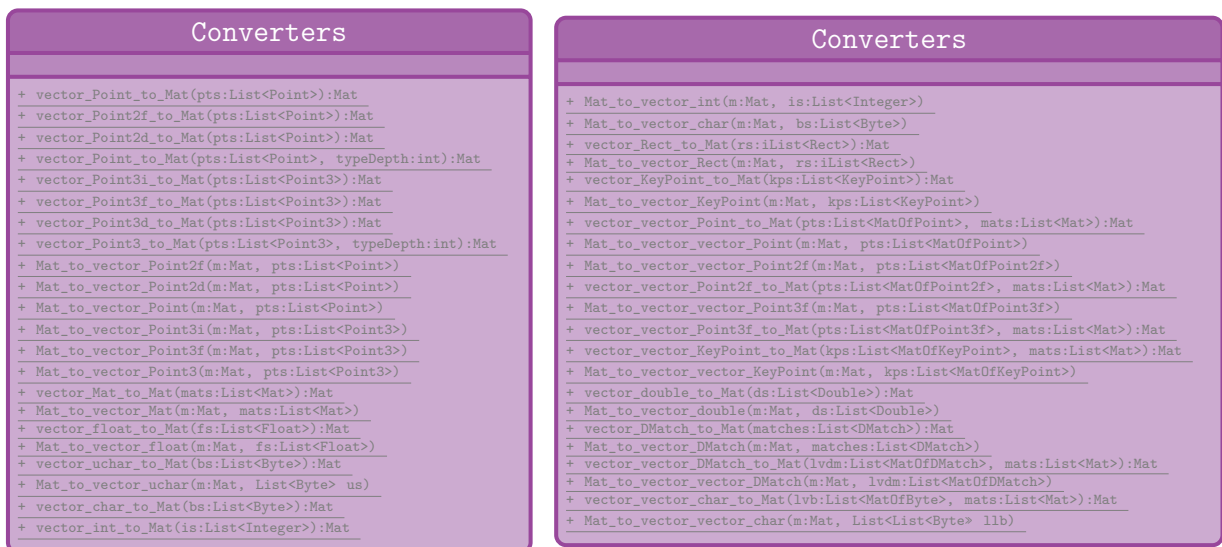 Converters
+ vector_Point_to_Mat(pts:List<Point>):Mat
+ vector_Point2f_to_Mat(pts:List<Point>):Mat
+ vector_Point2d_to_Mat(pts:List<Point>):Mat
+ vector_Point_to_Mat(pts:List<Point>, typeDepth:int):Mat
+ vector_Point3i_to_Mat(pts:List<Point3>):Mat
+ vector_Point3f_to_Mat(pts:List<Point3>):Mat
+ vector_Point3d_to_Mat(pts:List<Point3>):Mat
+ vector_Point3_to_Mat(pts:List<Point3>, typeDepth:int):Mat
+ Mat_to_vector_Point2f(m:Mat, pts:List<Point>)
+ Mat_to_vector_Point2d(m:Mat, pts:List<Point>)
+ Mat_to_vector_Point(m:Mat, pts:List<Point>)
+ Mat_to_vector_Point3i(m:Mat, pts:List<Point3>)
+ Mat_to_vector_Point3f(m:Mat, pts:List<Point3>)
+ Mat_to_vector_Point3(m:Mat, pts:List<Point3>)
+ vector_Mat_to_Mat(mats:List<Mat>):Mat
+ Mat_to_vector_Mat(m:Mat, mats:List<Mat>)
+ vector_float_to_Mat(fs:List<Float>):Mat
+ Mat_to_vector_float(m:Mat, fs:List<Float>)
+ vector_uchar_to_Mat(bs:List<Byte>):Mat
+ Mat_to_vector_uchar(m:Mat, List<Byte> us)
+ vector_char_to_Mat(bs:List<Byte>):Mat
+ vector_int_to_Mat(is:List<Integer>):Mat
Converters
+ Mat_to_vector_int(m:Mat, is:List<Integer>)
+ Mat_to_vector_char(m:Mat, bs:List<Byte>)
+ vector_Rect_to_Mat(rs:iList<Rect>):Mat
+ Mat_to_vector_Rect(m:Mat, rs:iList<Rect>)
+ vector_KeyPoint_to_Mat(kps:List<KeyPoint>):Mat
+ Mat_to_vector_KeyPoint(m:Mat, kps:List<KeyPoint>)
+ vector_vector_Point_to_Mat(pts:List<MatOfPoint>, mats:List<Mat>):Mat
+ Mat_to_vector_vector_Point(m:Mat, pts:List<MatOfPoint>)
+ Mat_to_vector_vector_Point2f(m:Mat, pts:List<MatOfPoint2f>)
+ vector_vector_Point2f_to_Mat(pts:List<MatOfPoint2f>, mats:List<Mat>):Mat
+ Mat_to_vector_vector_Point3f(m:Mat, pts:List<MatOfPoint3f>)
+ vector_vector_Point3f_to_Mat(pts:List<MatOfPoint3f>, mats:List<Mat>):Mat
+ vector_vector_KeyPoint_to_Mat(kps:List<MatOfKeyPoint>, mats:List<Mat>):Mat
+ Mat_to_vector_vector_KeyPoint(m:Mat, kps:List<MatOfKeyPoint>)
+ vector_double_to_Mat(ds:List<Double>):Mat
+ Mat_to_vector_double(m:Mat, ds:List<Double>)
+ vector_DMatch_to_Mat(matches:List<DMatch>):Mat
+ Mat_to_vector_DMatch(m:Mat, matches:List<DMatch>)
+ vector_vector_DMatch_to_Mat(lvdm:List<MatOfDMatch>, mats:List<Mat>):Mat
+ Mat_to_vector_vector_DMatch(m:Mat, lvdm:List<MatOfDMatch>)
+ vector_vector_char_to_Mat(lvb:List<MatOfByte>, mats:List<Mat>):Mat
+ Mat_to_vector_vector_char(m:Mat, List<List<Byte» llb)